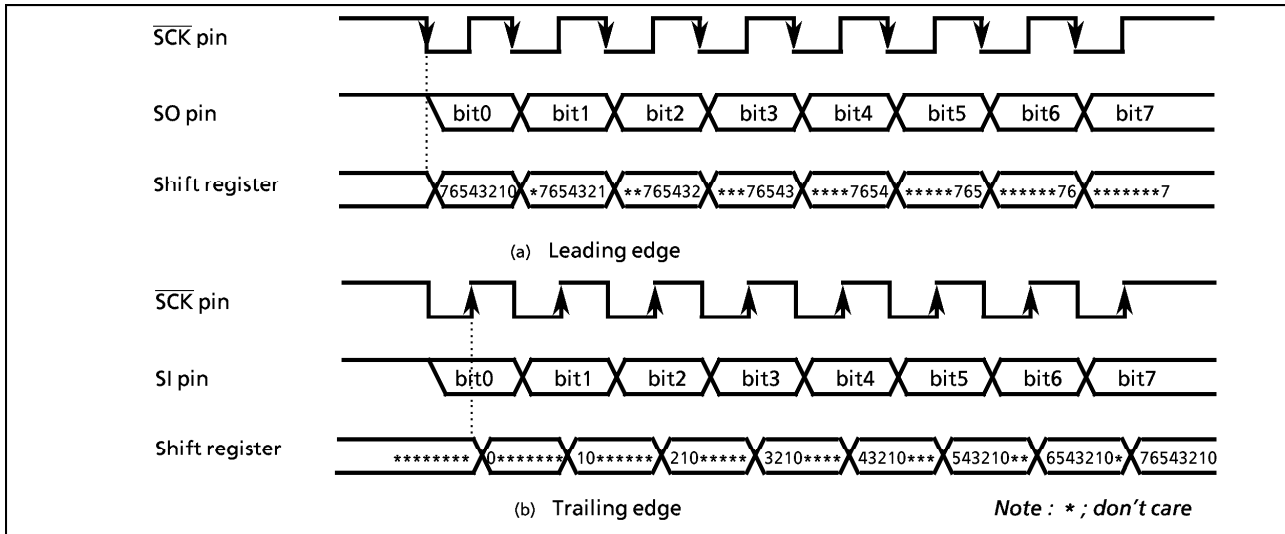 SCK pin
SO pin
bit0 bit1 bit2 bit3 bit4 bit5 bit6 bit7
Shift register
76543210 *7654321 **765432 ***76543 ****7654 *****765 ******76 *******7
(a) Leading edge
SCK pin
SI pin
bit0 bit1 bit2 bit3 bit4 bit5 bit6 bit7
Shift register
******** 0******* 10****** 210***** 3210**** 43210*** 543210** 6543210* 76543210
(b) Trailing edge
Note : * ; don't care